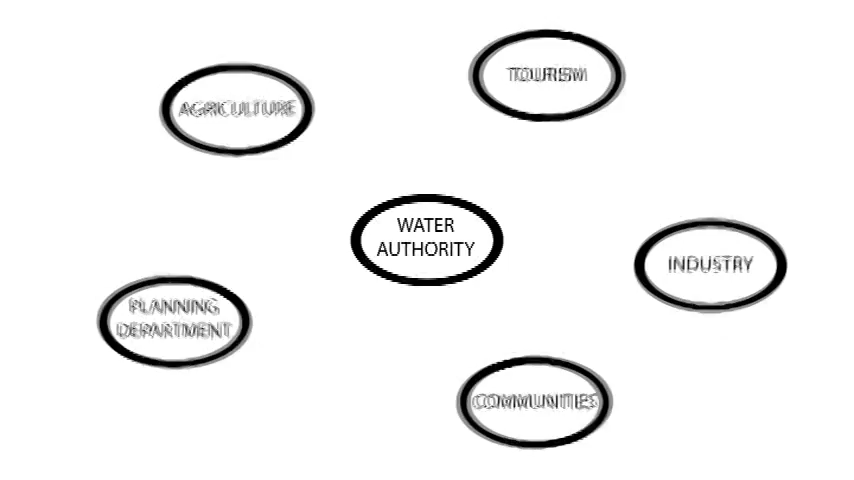 TOURISM
AGRICULTURE
WATER
AUTHORITY
INDUSTRY
PLANNING
DEPARTMENT
COMMUNITIES